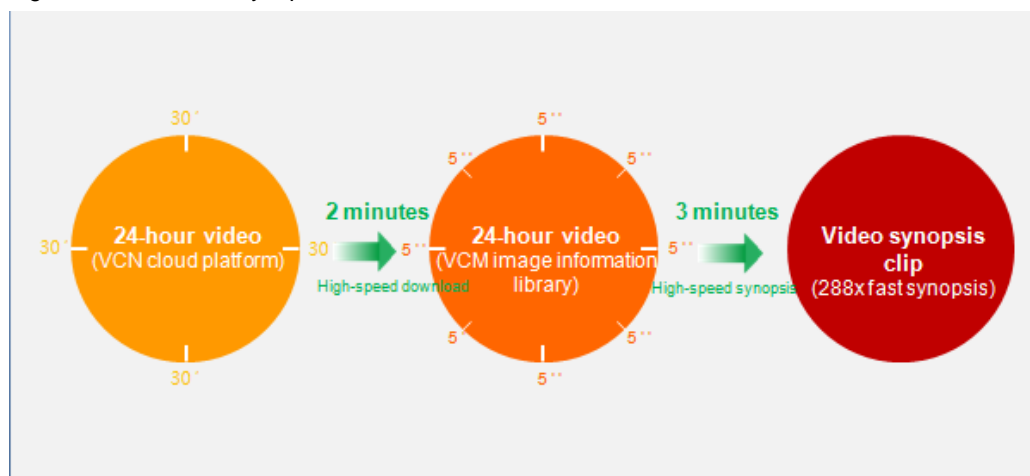 30'
24-hour video
(VCN cloud platform)
30'
30
30'
2 minutes
High-speed download
5''
5''
5''
5''
24-hour video
(VCM image information
library)
5''
5
5''
5''
3 minutes
High-speed synopsis
Video synopsis
clip
(288x fast synopsis)